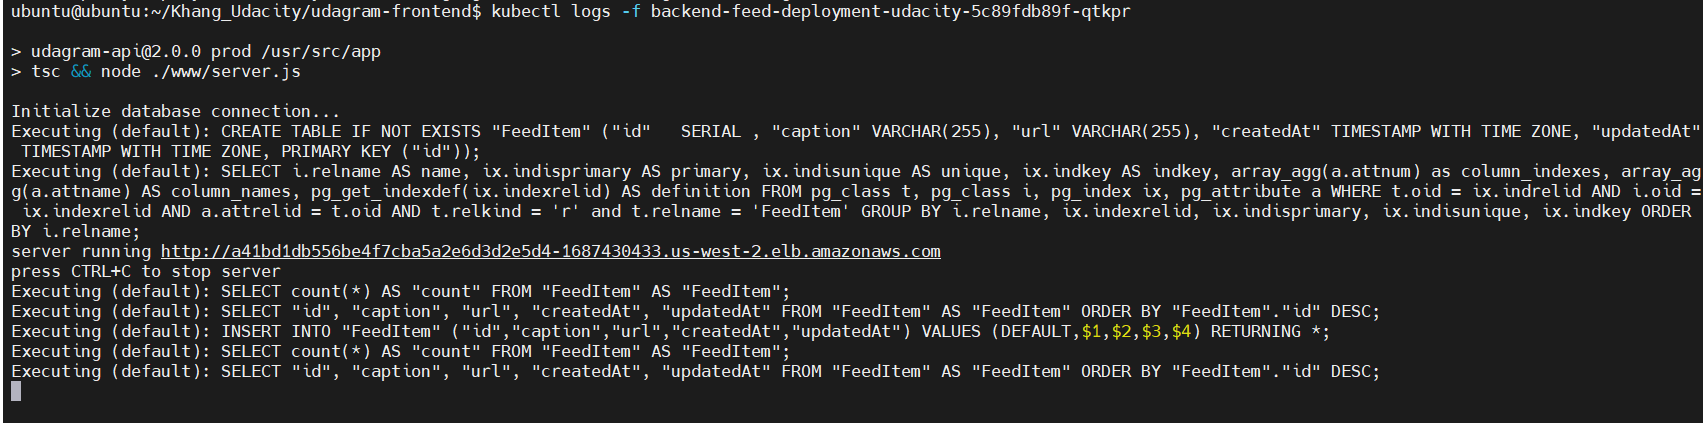 ubuntu@ubuntu:~/Khang_Udacity/udagram-frontend$ kubectl logs -f backend-feed-deployment-udacity-5c89fdb89f-qtkpr
> udagram-api@2.0.0 prod /usr/src/app
> tsc && node ./www/server.js
Initialize database connection...
Executing (default): CREATE TABLE IF NOT EXISTS "FeedItem" ("id"   SERIAL , "caption" VARCHAR(255), "url" VARCHAR(255), "createdAt" TIMESTAMP WITH TIME ZONE, "updatedAt"
 TIMESTAMP WITH TIME ZONE, PRIMARY KEY ("id"));
Executing (default): SELECT i.relname AS name, ix.indisprimary AS primary, ix.indisunique AS unique, ix.indkey AS indkey, array_agg(a.attnum) as column_indexes, array_ag
g(a.attname) AS column_names, pg_get_indexdef(ix.indexrelid) AS definition FROM pg_class t, pg_class i, pg_index ix, pg_attribute a WHERE t.oid = ix.indrelid AND i.oid =
 ix.indexrelid AND a.attrelid = t.oid AND t.relkind = 'r' and t.relname = 'FeedItem' GROUP BY i.relname, ix.indexrelid, ix.indisprimary, ix.indisunique, ix.indkey ORDER
BY i.relname;
server running http://a41bd1db556be4f7cba5a2e6d3d2e5d4-1687430433.us-west-2.elb.amazonaws.com
press CTRL+C to stop server
Executing (default): SELECT count(*) AS "count" FROM "FeedItem" AS "FeedItem";
Executing (default): SELECT "id", "caption", "url", "createdAt", "updatedAt" FROM "FeedItem" AS "FeedItem" ORDER BY "FeedItem"."id" DESC;
Executing (default): INSERT INTO "FeedItem" ("id","caption","url","createdAt","updatedAt") VALUES (DEFAULT,$1,$2,$3,$4) RETURNING *;
Executing (default): SELECT count(*) AS "count" FROM "FeedItem" AS "FeedItem";
Executing (default): SELECT "id", "caption", "url", "createdAt", "updatedAt" FROM "FeedItem" AS "FeedItem" ORDER BY "FeedItem"."id" DESC;